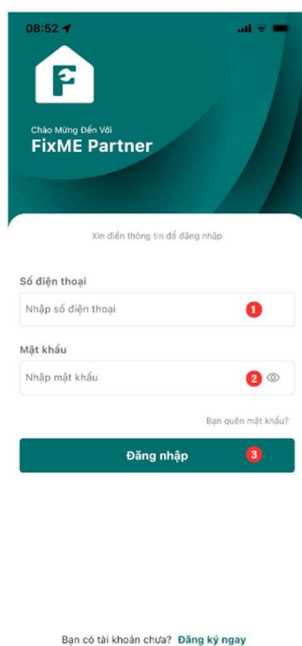 08:52
F
Chào Mừng Đến Với
FixME Partner
Xin điền thông tin để đăng nhập
Số điện thoại
Nhập số điện thoại 1
Mật khẩu
Nhập mật khẩu 2
Bạn quên mật khẩu?
Đăng nhập 3
Bạn có tài khoản chưa? Đăng ký ngay